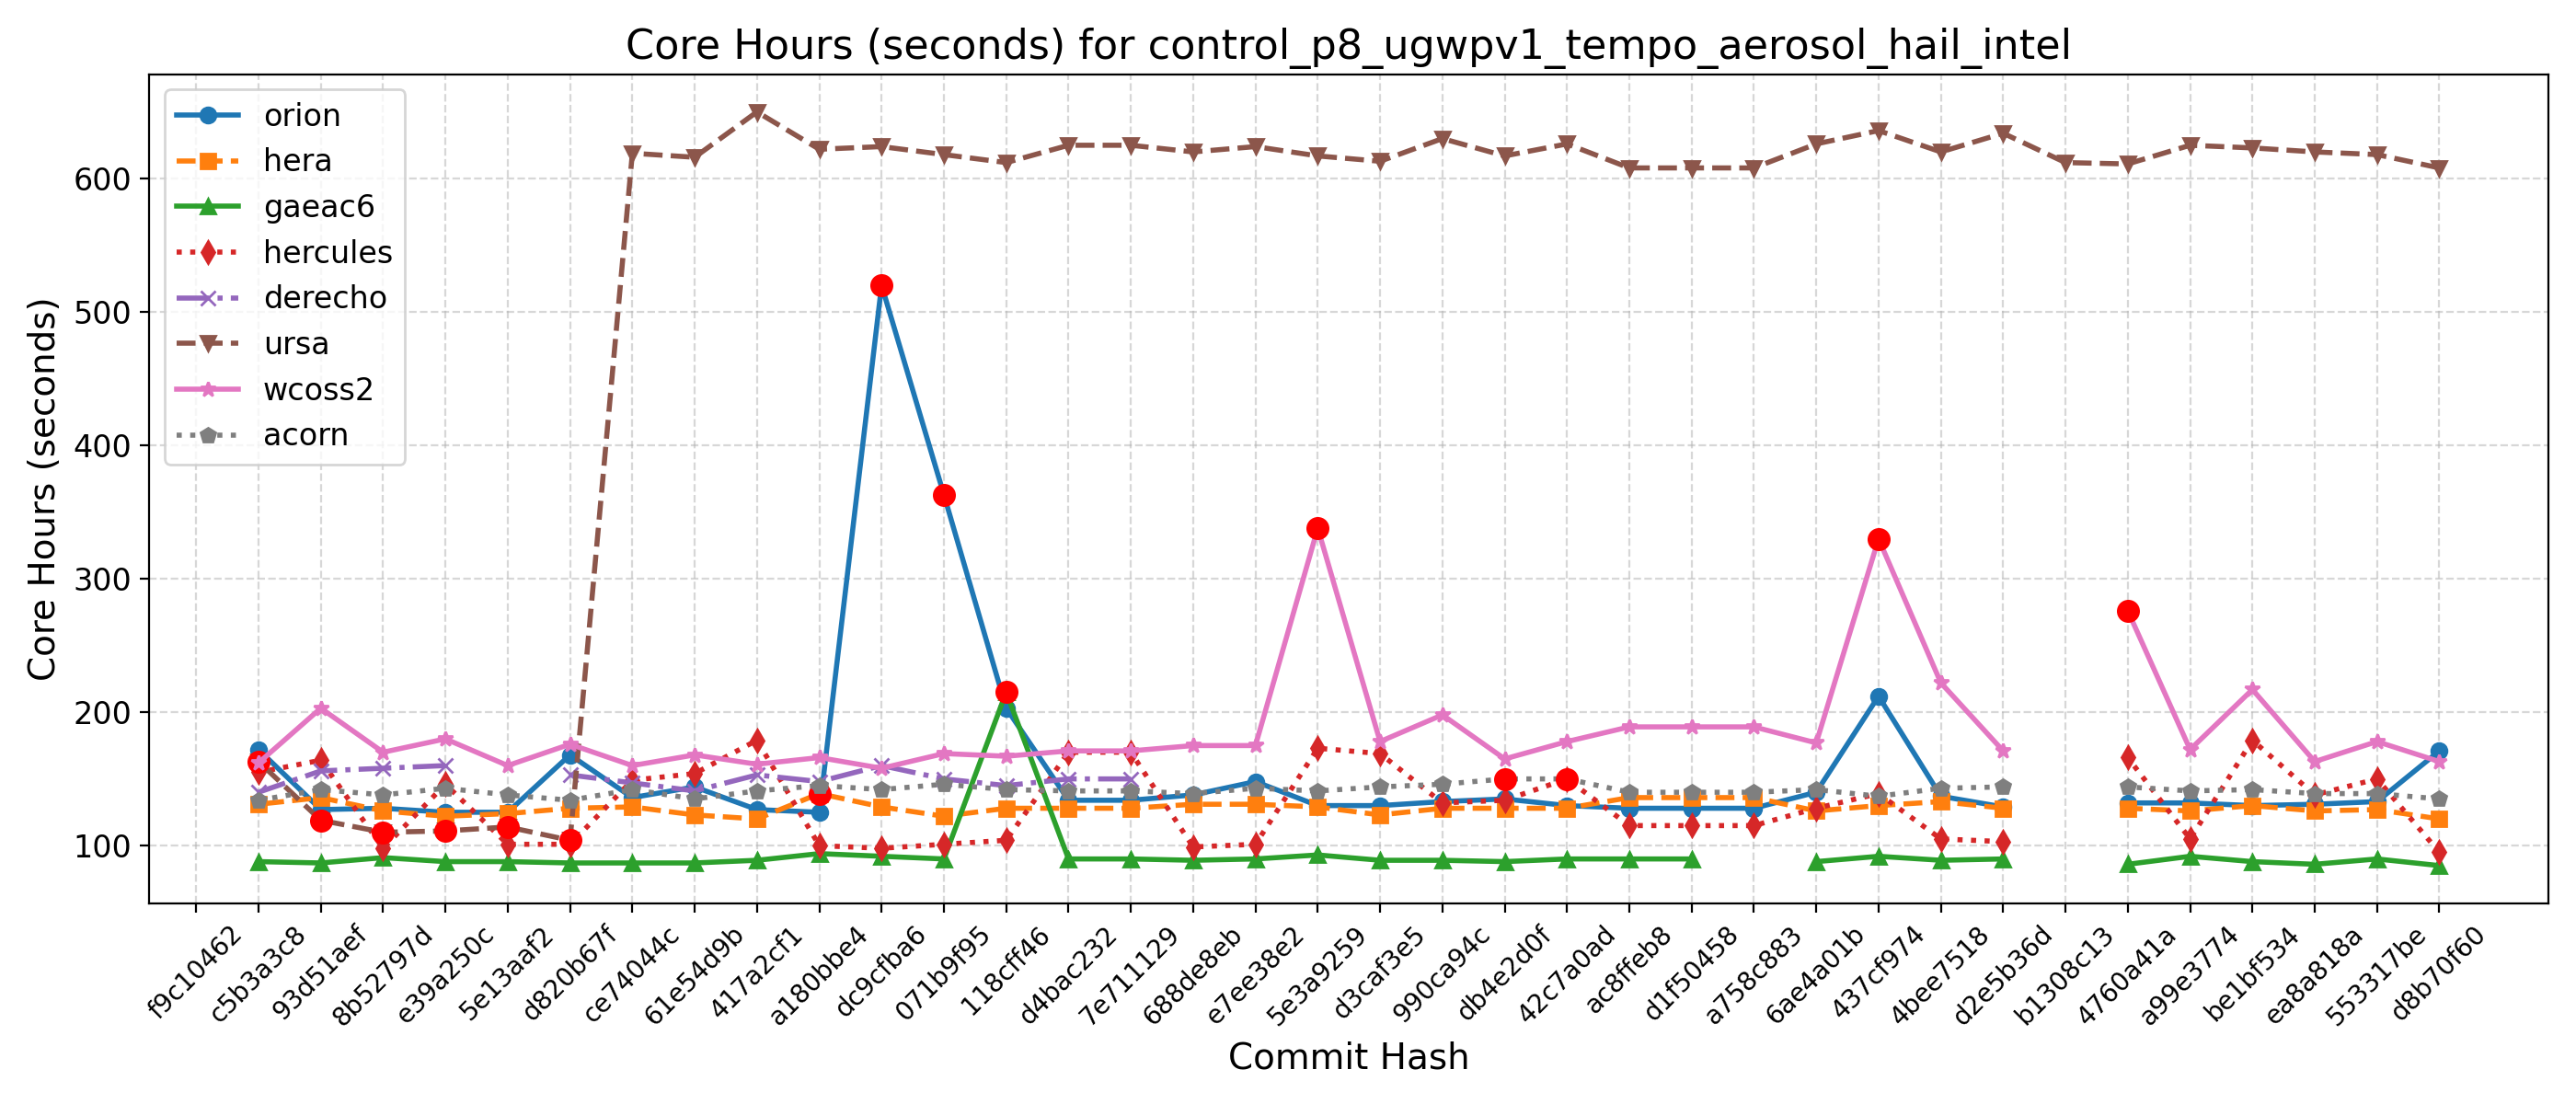 Core Hours (seconds) for control_p8_ugwpv1_tempo_aerosol_hail_intel
Core Hours (seconds)
600
500
400
300
200
100
orion
hera
gaeac6
hercules
derecho
ursa
wcoss2
acorn
f9c10462
c5b3a3c8
93d51aef
8b52797d
e39a250c
5e13aaf2
d820b67f
ce74044c
61e54d9b
417a2cf1
a180bbe4
dc9cfba6
071b9f95
118cff46
d4bac232
7e711129
688de8eb
e7ee38e2
5e3a9259
d3caf3e5
990ca94c
db4e2d0f
42c7a0ad
ac8ffeb8
d1f50458
a758c883
6ae4a01b
437cf974
4bee7518
d2e5b36d
b1308c13
4760a41a
a99e3774
be1bf534
ea8a818a
553317be
d8b70f60
Commit Hash